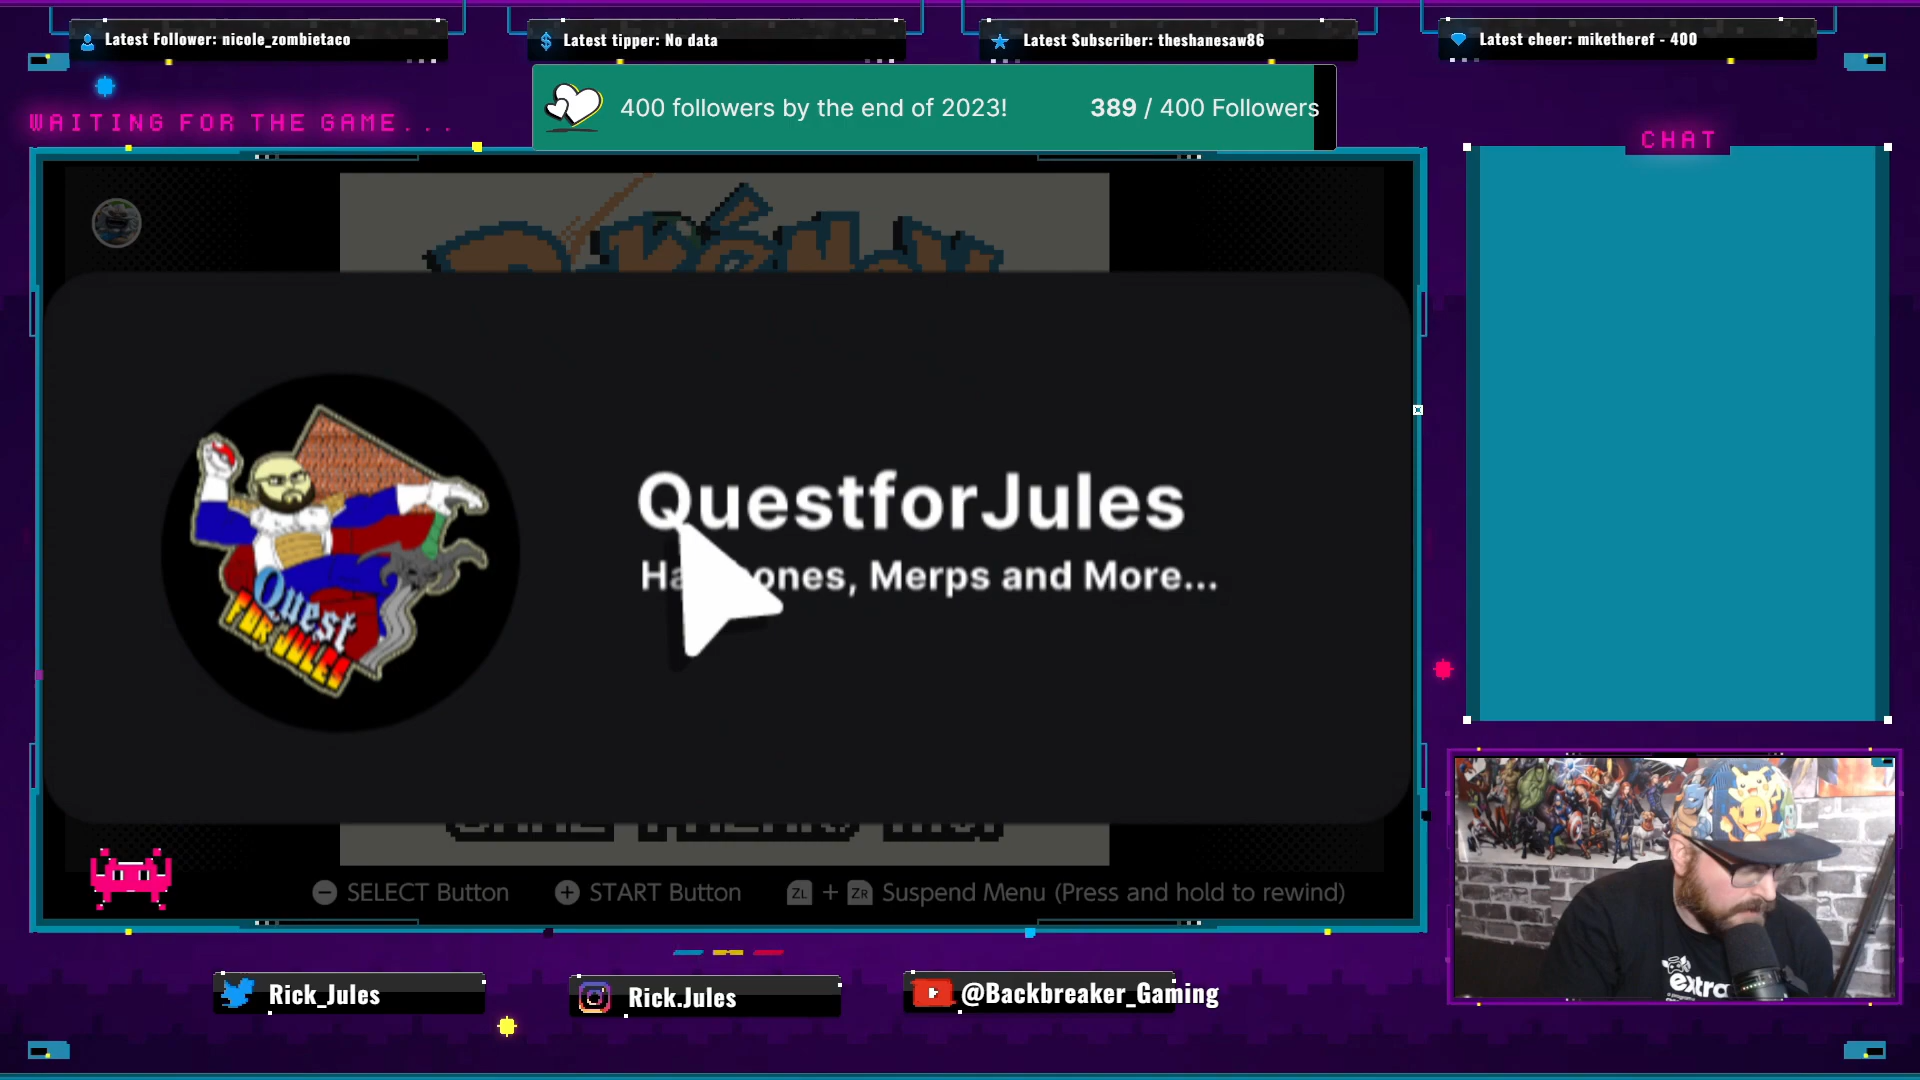 Latest Follower: nicole_zombietaco
Latest tipper: No data
Latest Subscriber: theshanesaw86
Latest cheer: miketheref - 400
400 followers by the end of 2023!
389 / 400 Followers
WAITING FOR THE GAME...
CHAT
QuestforJules
Merps and More...
Quest
FOR JULES
SELECT Button
START Button
ZL + ZR Suspend Menu (Press and hold to rewind)
Rick_Jules
Rick.Jules
@Backbreaker_Gaming
extra